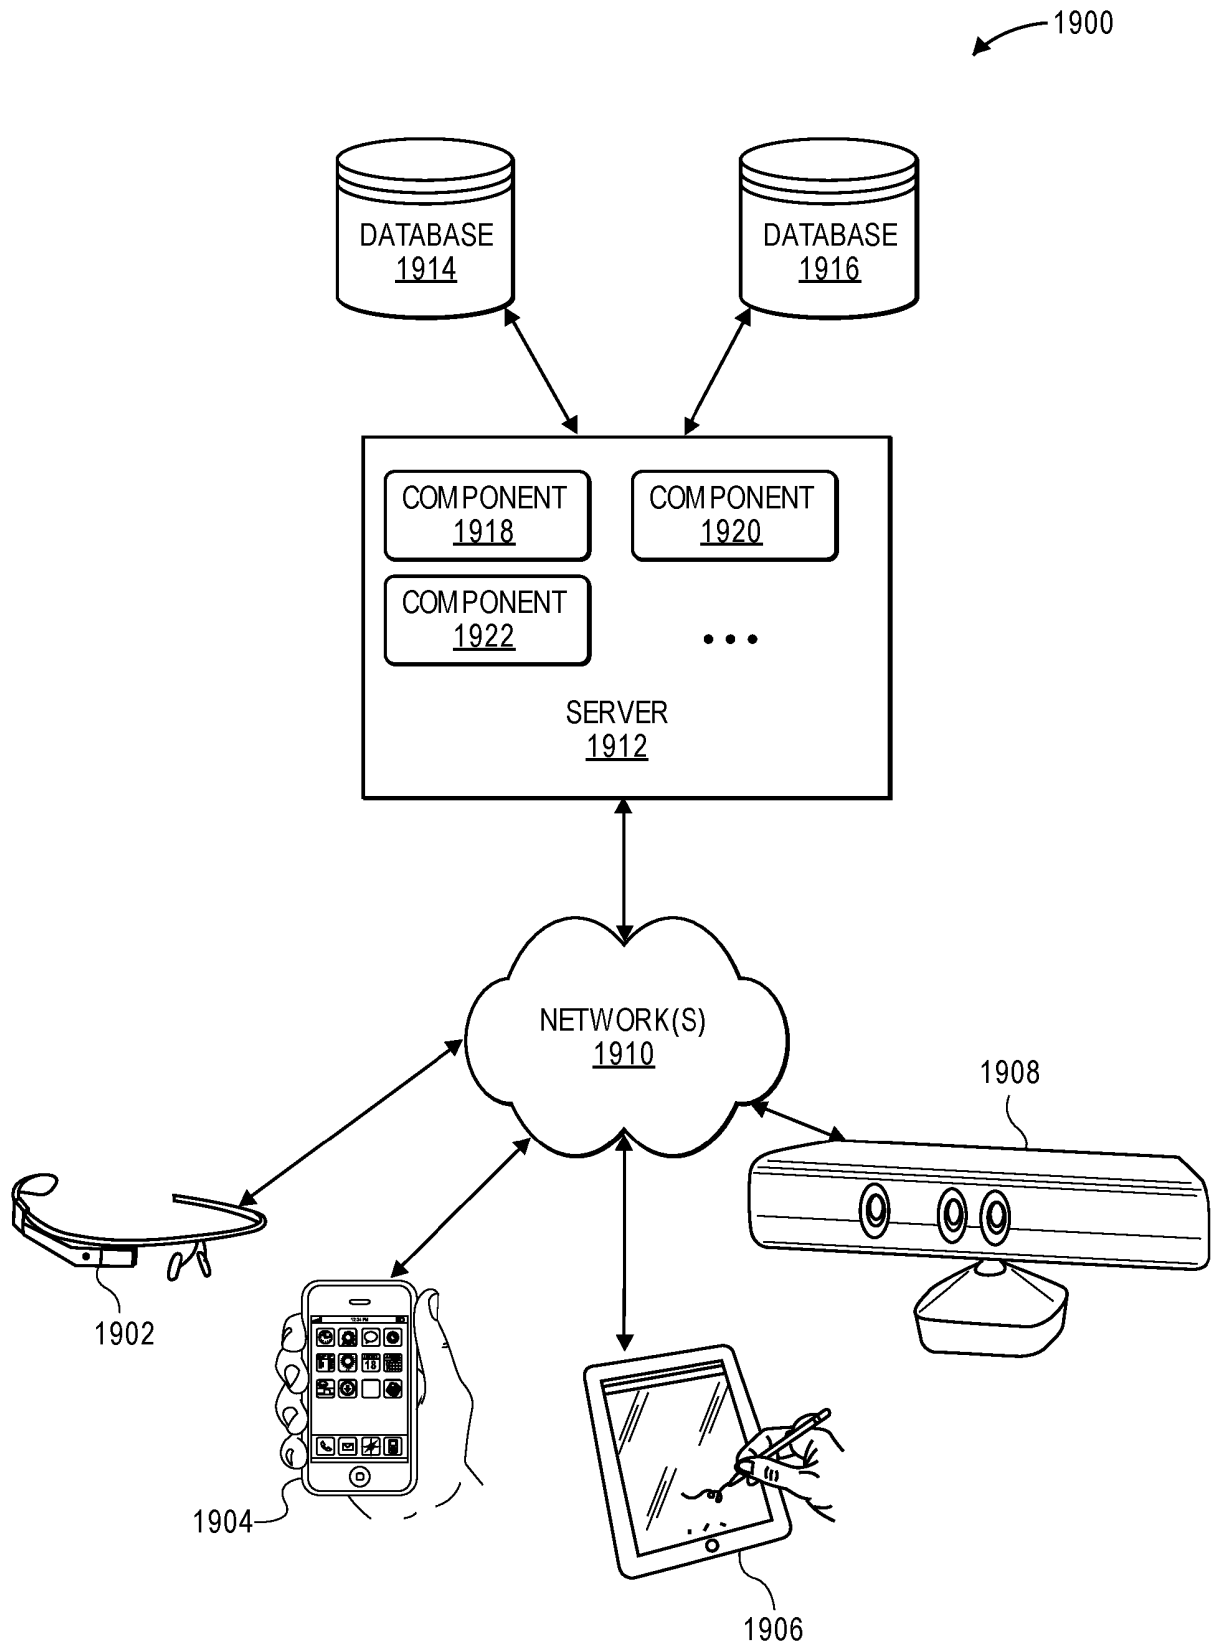 1900
DATABASE
1914
DATABASE
1916
COMPONENT
1918
COMPONENT
1920
COMPONENT
1922
...
SERVER
1912
NETWORK(S)
1910
1908
1902
18
1904
1906